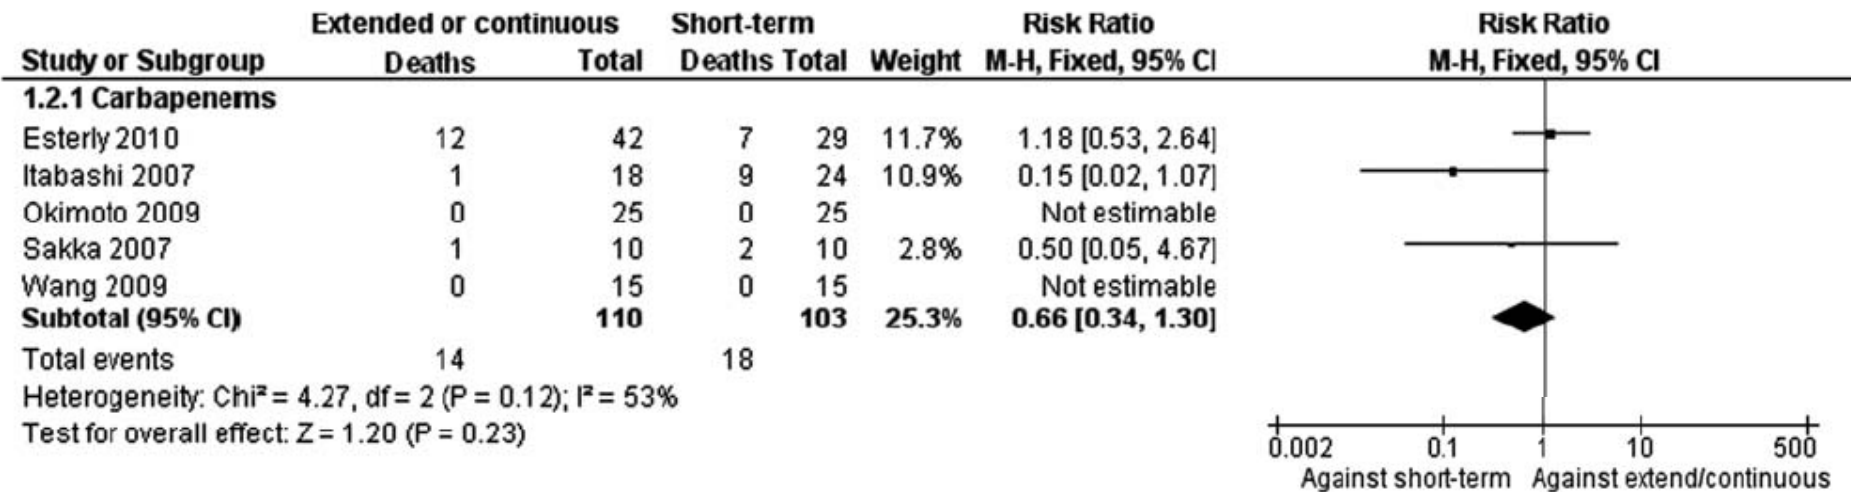 Extended or continuous Short-term Risk Ratio Risk Ratio
Study or Subgroup Deaths Total Deaths Total Weight M-H, Fixed, 95% CI M-H, Fixed, 95% CI
1.2.1 Carbapenems
Esterly 2010 12 42 7 29 11.7% 1.18 [0.53, 2.64]
Itabashi 2007 1 18 9 24 10.9% 0.15 [0.02, 1.07]
Okimoto 2009 0 25 0 25 Not estimable
Sakka 2007 1 10 2 10 2.8% 0.50 [0.05, 4.67]
Wang 2009 0 15 0 15 Not estimable
Subtotal (95% CI) 110 103 25.3% 0.66 [0.34, 1.30]
Total events 14 18
Heterogeneity: Chi² = 4.27, df = 2 (P = 0.12); I² = 53%
Test for overall effect: Z = 1.20 (P = 0.23)
0.002 0.1 1 10 500
Against short-term Against extend/continuous